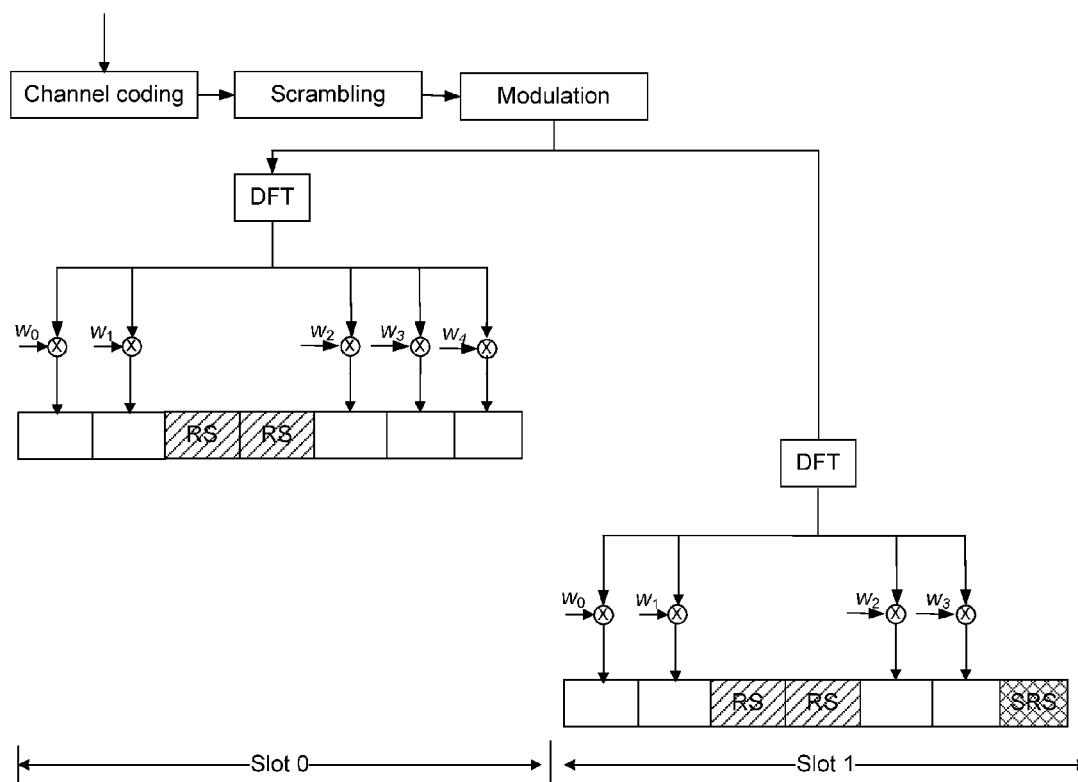 Channel coding
Scrambling
Modulation
DFT
w0
w1
w2
w3
w4
X
X
X
X
X
RS
RS
DFT
w0
w1
w2
w3
X
X
X
X
RS
RS
SRS
Slot 0
Slot 1